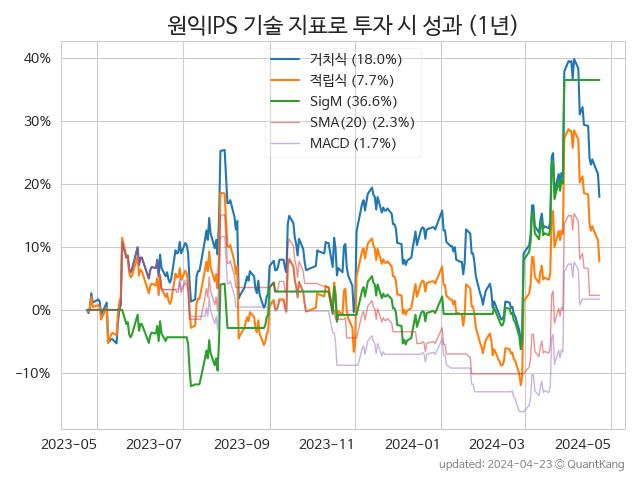 원익IPS 기술 지표로 투자 시 성과 (1년)
40%
30%
20%
10%
0%
−10%
거치식 (18.0%)
적립식 (7.7%)
SigM (36.6%)
SMA(20) (2.3%)
MACD (1.7%)
2023-05
2023-07
2023-09
2023-11
2024-01
2024-03
2024-05
updated: 2024-04-23 © QuantKang